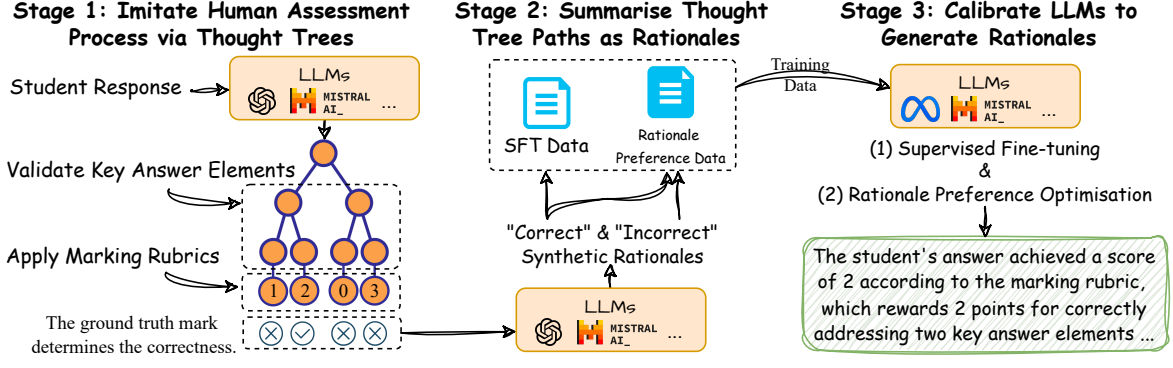 Stage 1: Imitate Human Assessment
Process via Thought Trees
Student Response
LLMs
MISTRAL
AI_
...
Validate Key Answer Elements
Apply Marking Rubrics
1 2 0 3
The ground truth mark
determines the correctness.
Stage 2: Summarise Thought
Tree Paths as Rationales
SFT Data
Rationale
Preference Data
"Correct" & "Incorrect"
Synthetic Rationales
LLMs
MISTRAL
AI_
...
Training
Data
Stage 3: Calibrate LLMs to
Generate Rationales
LLMs
MISTRAL
AI_
...
(1) Supervised Fine-tuning
&
(2) Rationale Preference Optimisation
The student's answer achieved a score
of 2 according to the marking rubric,
which rewards 2 points for correctly
addressing two key answer elements ...